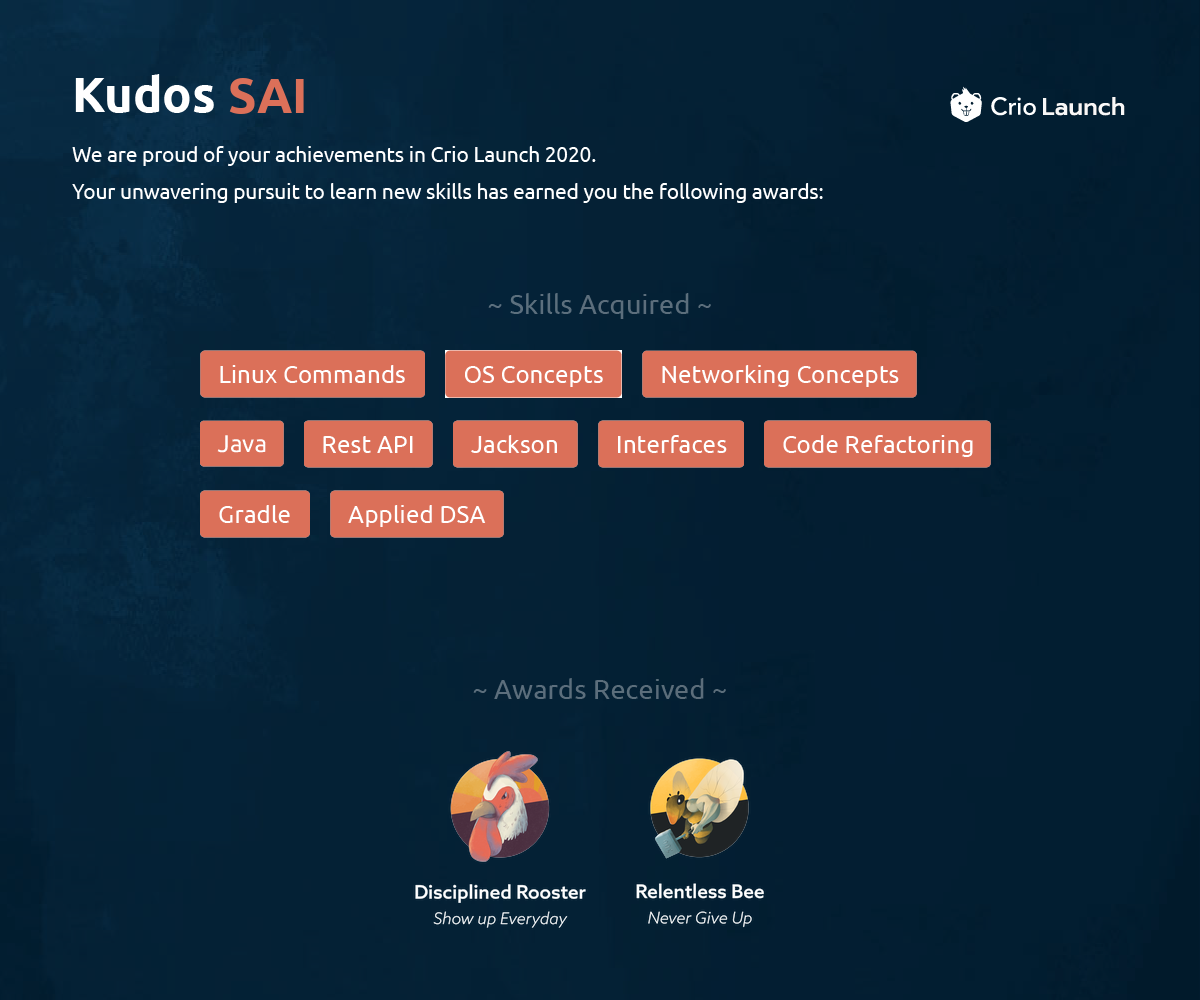 Kudos SAI
Crio Launch
We are proud of your achievements in Crio Launch 2020.
Your unwavering pursuit to learn new skills has earned you the following awards:
~ Skills Acquired ~
Linux Commands OS Concepts Networking Concepts
Java Rest API Jackson Interfaces Code Refactoring
Gradle Applied DSA
~ Awards Received ~
Disciplined Rooster Relentless Bee
Show up Everyday Never Give Up